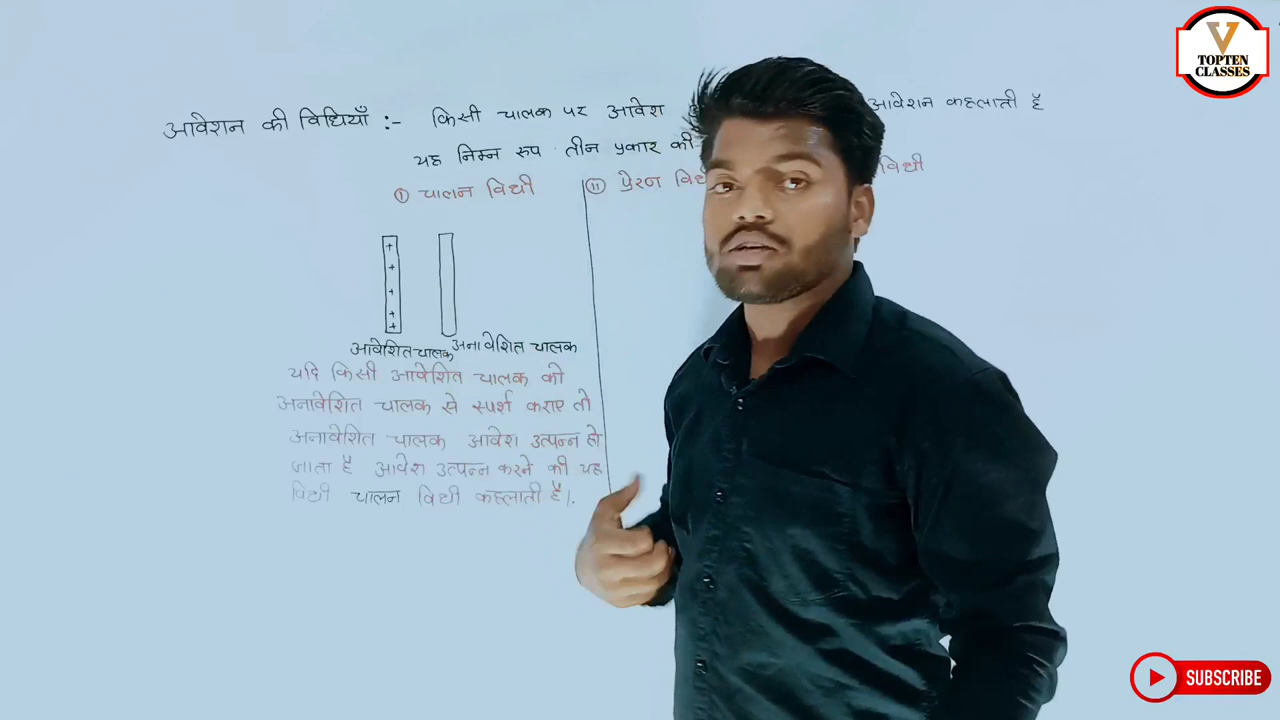 आवेशन की विधियाँ :- किसी चालक पर आवेश आवेशन कहलाती है
यह निम्न रुप तीन प्रकार की
① चालन विधी
⑪ प्रेरन विधी विधी
+
+
+
+
+
आवेशित चालक अनावेशित चालक
यदि किसी आवेशित चालक को
अनावेशित चालक से स्पर्श कराए तो
अनावेशित चालक आवेश उत्पन्न हो
जाता है आवेश उत्पन्न करने की यह
विधी चालन विधी कहलाती है।.
V
TOPTEN
CLASSES
SUBSCRIBE